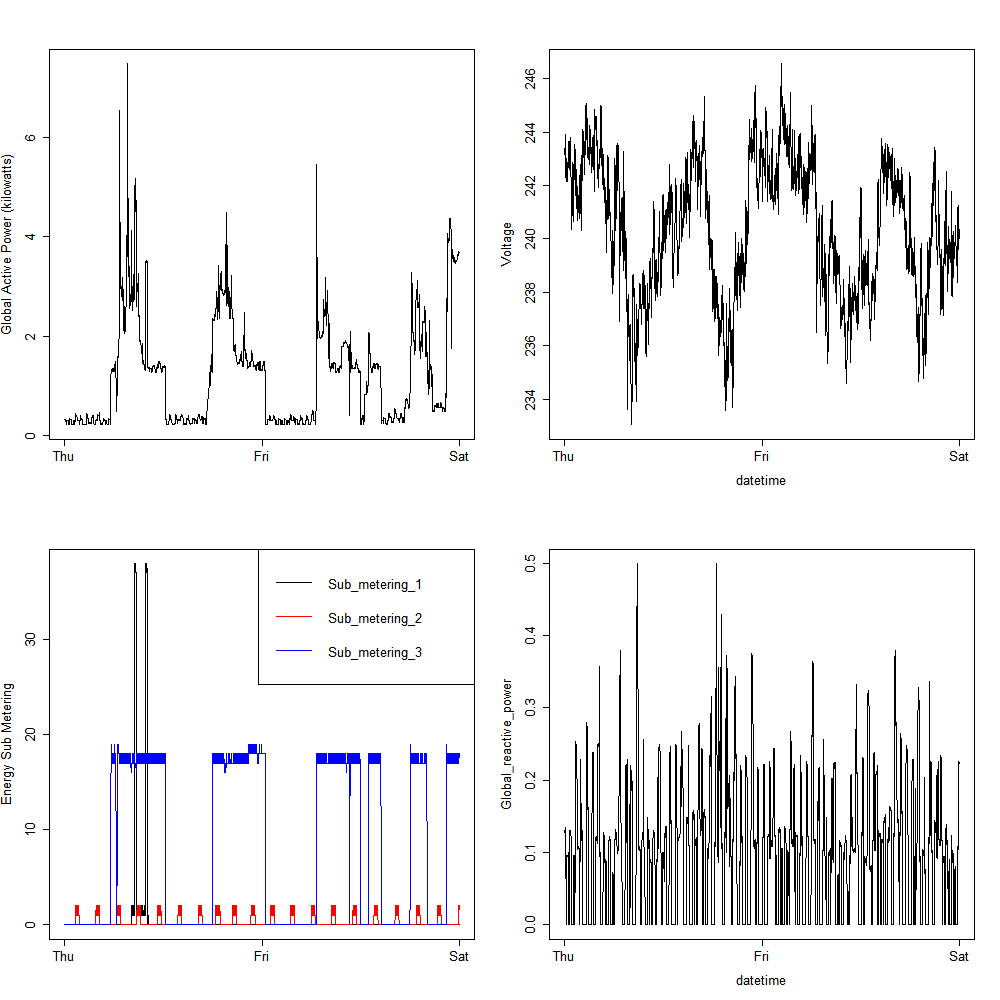 Global Active Power (kilowatts)
0
2
4
6
Thu
Fri
Sat
Voltage
234
236
238
240
242
244
246
Thu
Fri
Sat
datetime
Energy Sub Metering
0
10
20
30
Sub_metering_1
Sub_metering_2
Sub_metering_3
Thu
Fri
Sat
Global_reactive_power
0.0
0.1
0.2
0.3
0.4
0.5
Thu
Fri
Sat
datetime